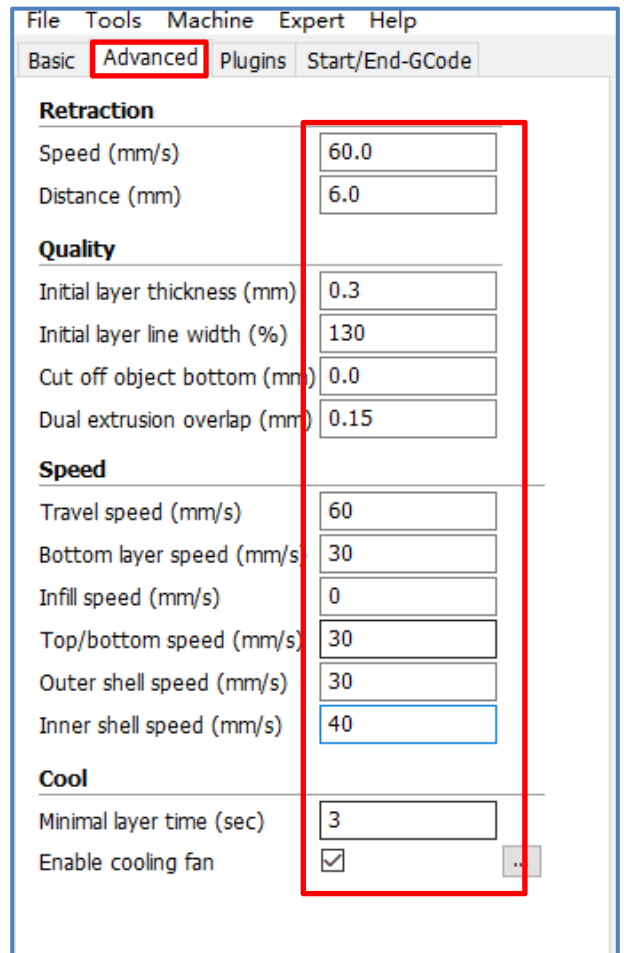 File Tools Machine Expert Help
Basic Advanced Plugins Start/End-GCode
Retraction
Speed (mm/s) 60.0
Distance (mm) 6.0
Quality
Initial layer thickness (mm) 0.3
Initial layer line width (%) 130
Cut off object bottom (mm) 0.0
Dual extrusion overlap (mm) 0.15
Speed
Travel speed (mm/s) 60
Bottom layer speed (mm/s) 30
Infill speed (mm/s) 0
Top/bottom speed (mm/s) 30
Outer shell speed (mm/s) 30
Inner shell speed (mm/s) 40
Cool
Minimal layer time (sec) 3
Enable cooling fan ...